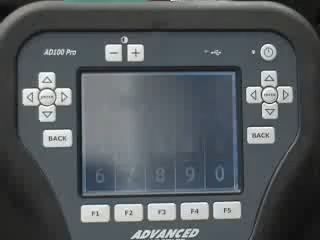 AD100 Pro
− +
ENTER ENTER
BACK BACK
6 7 8 9 0
F1 F2 F3 F4 F5
ADVANCED